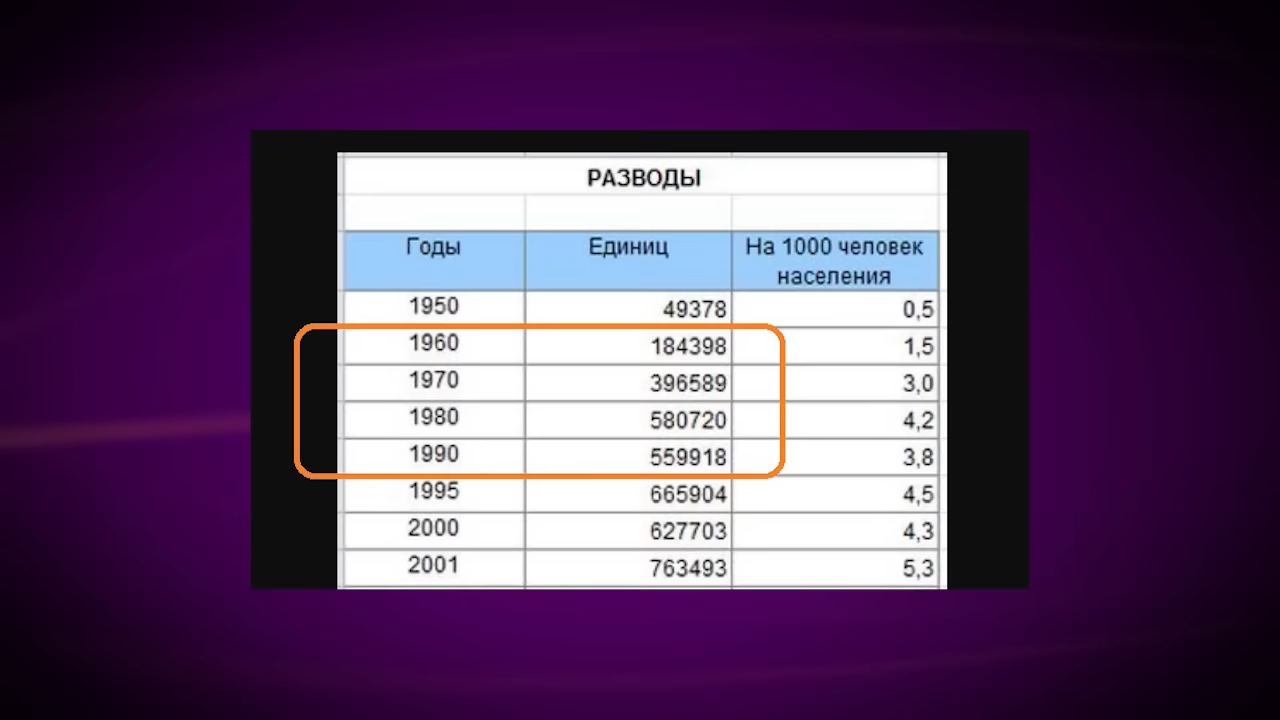 РАЗВОДЫ
Годы Единиц На 1000 человек
населения
1950 49378 0,5
1960 184398 1,5
1970 396589 3,0
1980 580720 4,2
1990 559918 3,8
1995 665904 4,5
2000 627703 4,3
2001 763493 5,3